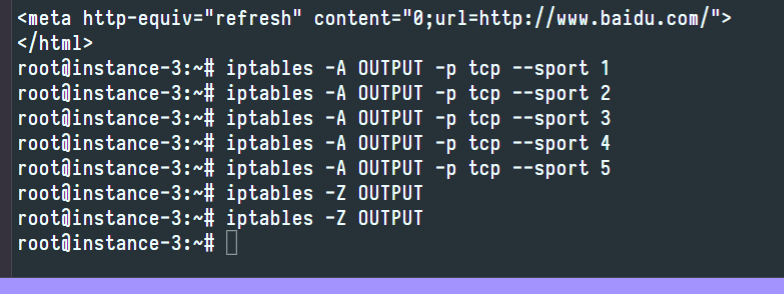 <meta http-equiv="refresh" content="0;url=http://www.baidu.com/">
</html>
root@instance-3:~# iptables -A OUTPUT -p tcp --sport 1
root@instance-3:~# iptables -A OUTPUT -p tcp --sport 2
root@instance-3:~# iptables -A OUTPUT -p tcp --sport 3
root@instance-3:~# iptables -A OUTPUT -p tcp --sport 4
root@instance-3:~# iptables -A OUTPUT -p tcp --sport 5
root@instance-3:~# iptables -Z OUTPUT
root@instance-3:~# iptables -Z OUTPUT
root@instance-3:~#